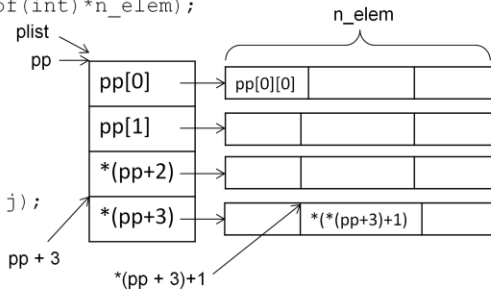 of(int)*n_elem);
n_elem
plist
pp
pp[0]
pp[0][0]
pp[1]
*(pp+2)
j);
*(pp+3)
*(*(pp+3)+1)
pp + 3
*(pp + 3)+1